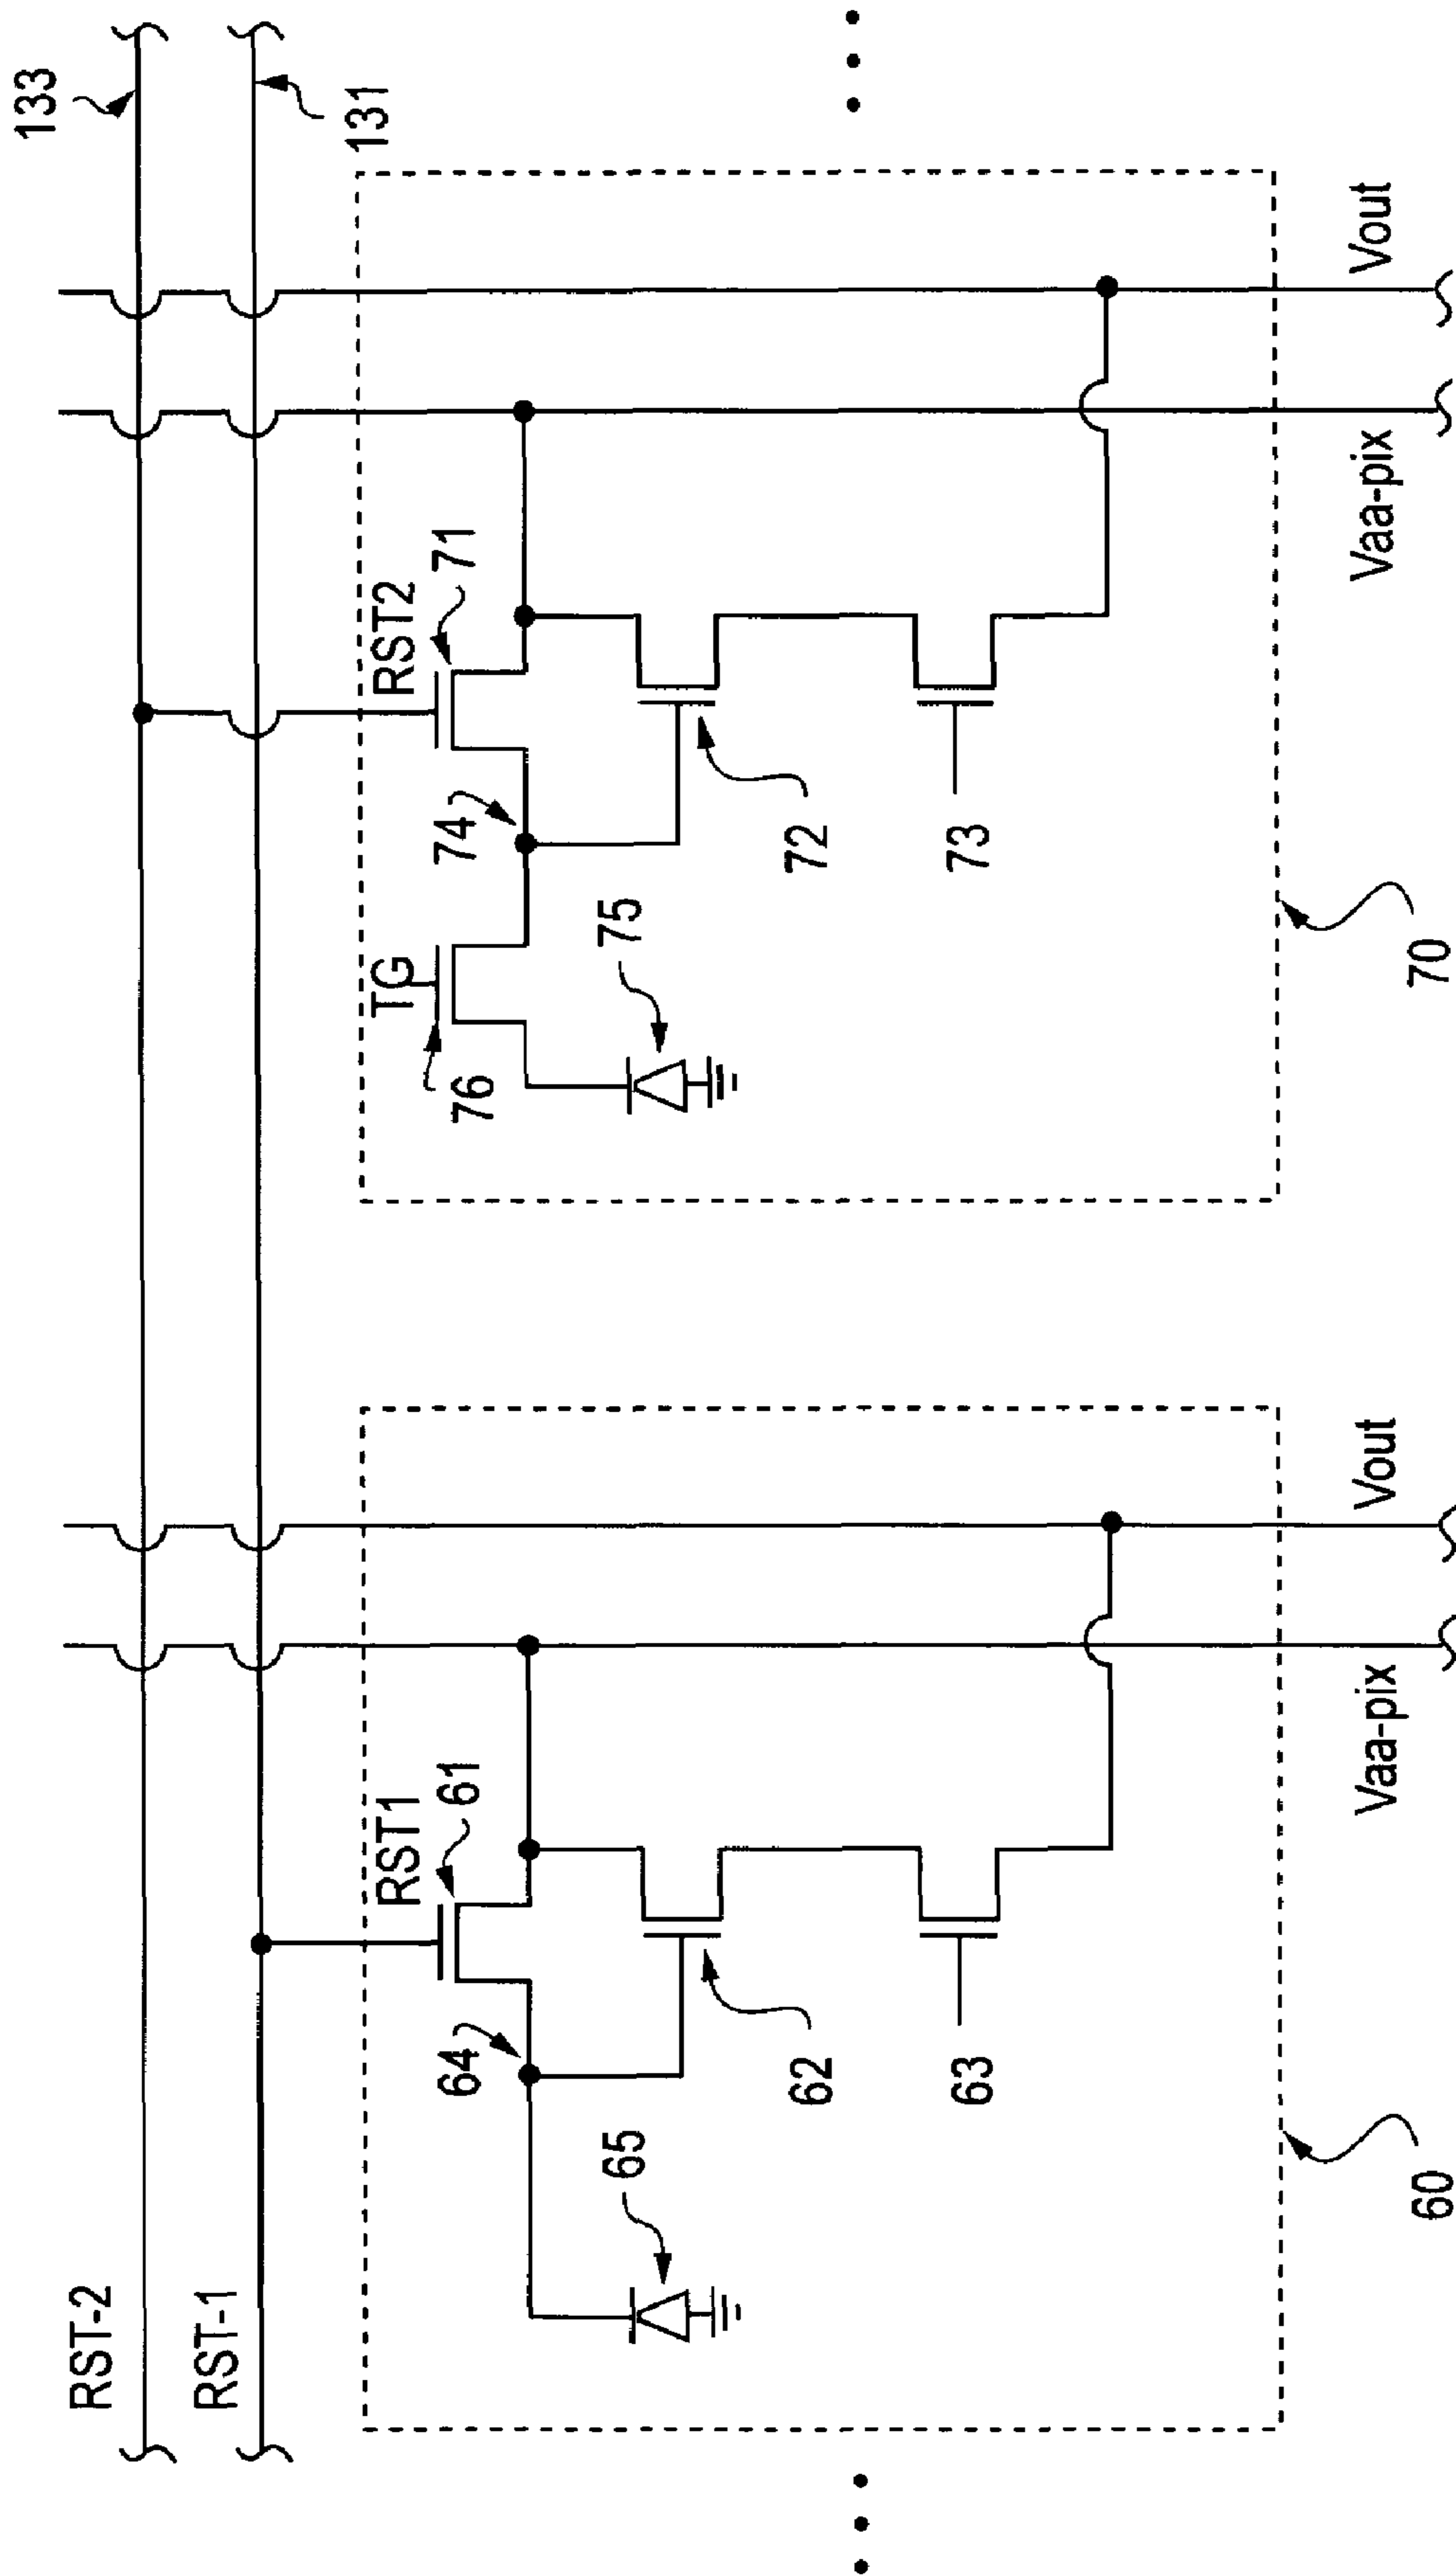 133
131
RST-2
RST-1
RST1
61
64
62
63
65
60
Vaa-pix
Vout
RST2
71
74
TG
76
75
72
73
70
Vaa-pix
Vout